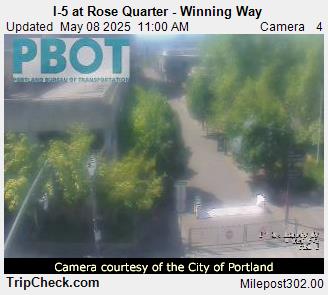 I-5 at Rose Quarter - Winning Way
Updated May 08 2025 11:00 AM Camera 4
PBOT
PORTLAND BUREAU OF TRANSPORTATION
Camera courtesy of the City of Portland
TripCheck.com Milepost302.00